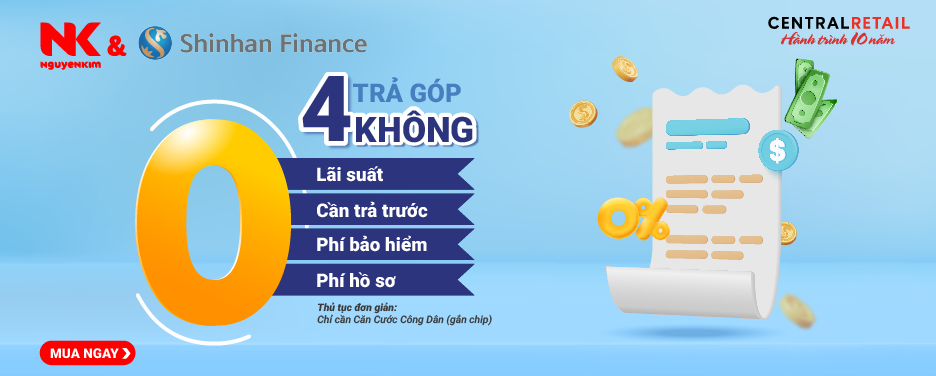 NK
NGUYENKIM
&
Shinhan Finance
CENTRAL RETAIL
Hành trình 10 năm
TRẢ GÓP
4 KHÔNG
0
Lãi suất
Cần trả trước
Phí bảo hiểm
Phí hồ sơ
Thủ tục đơn giản:
Chỉ cần Căn Cước Công Dân (gắn chip)
$
0%
MUA NGAY